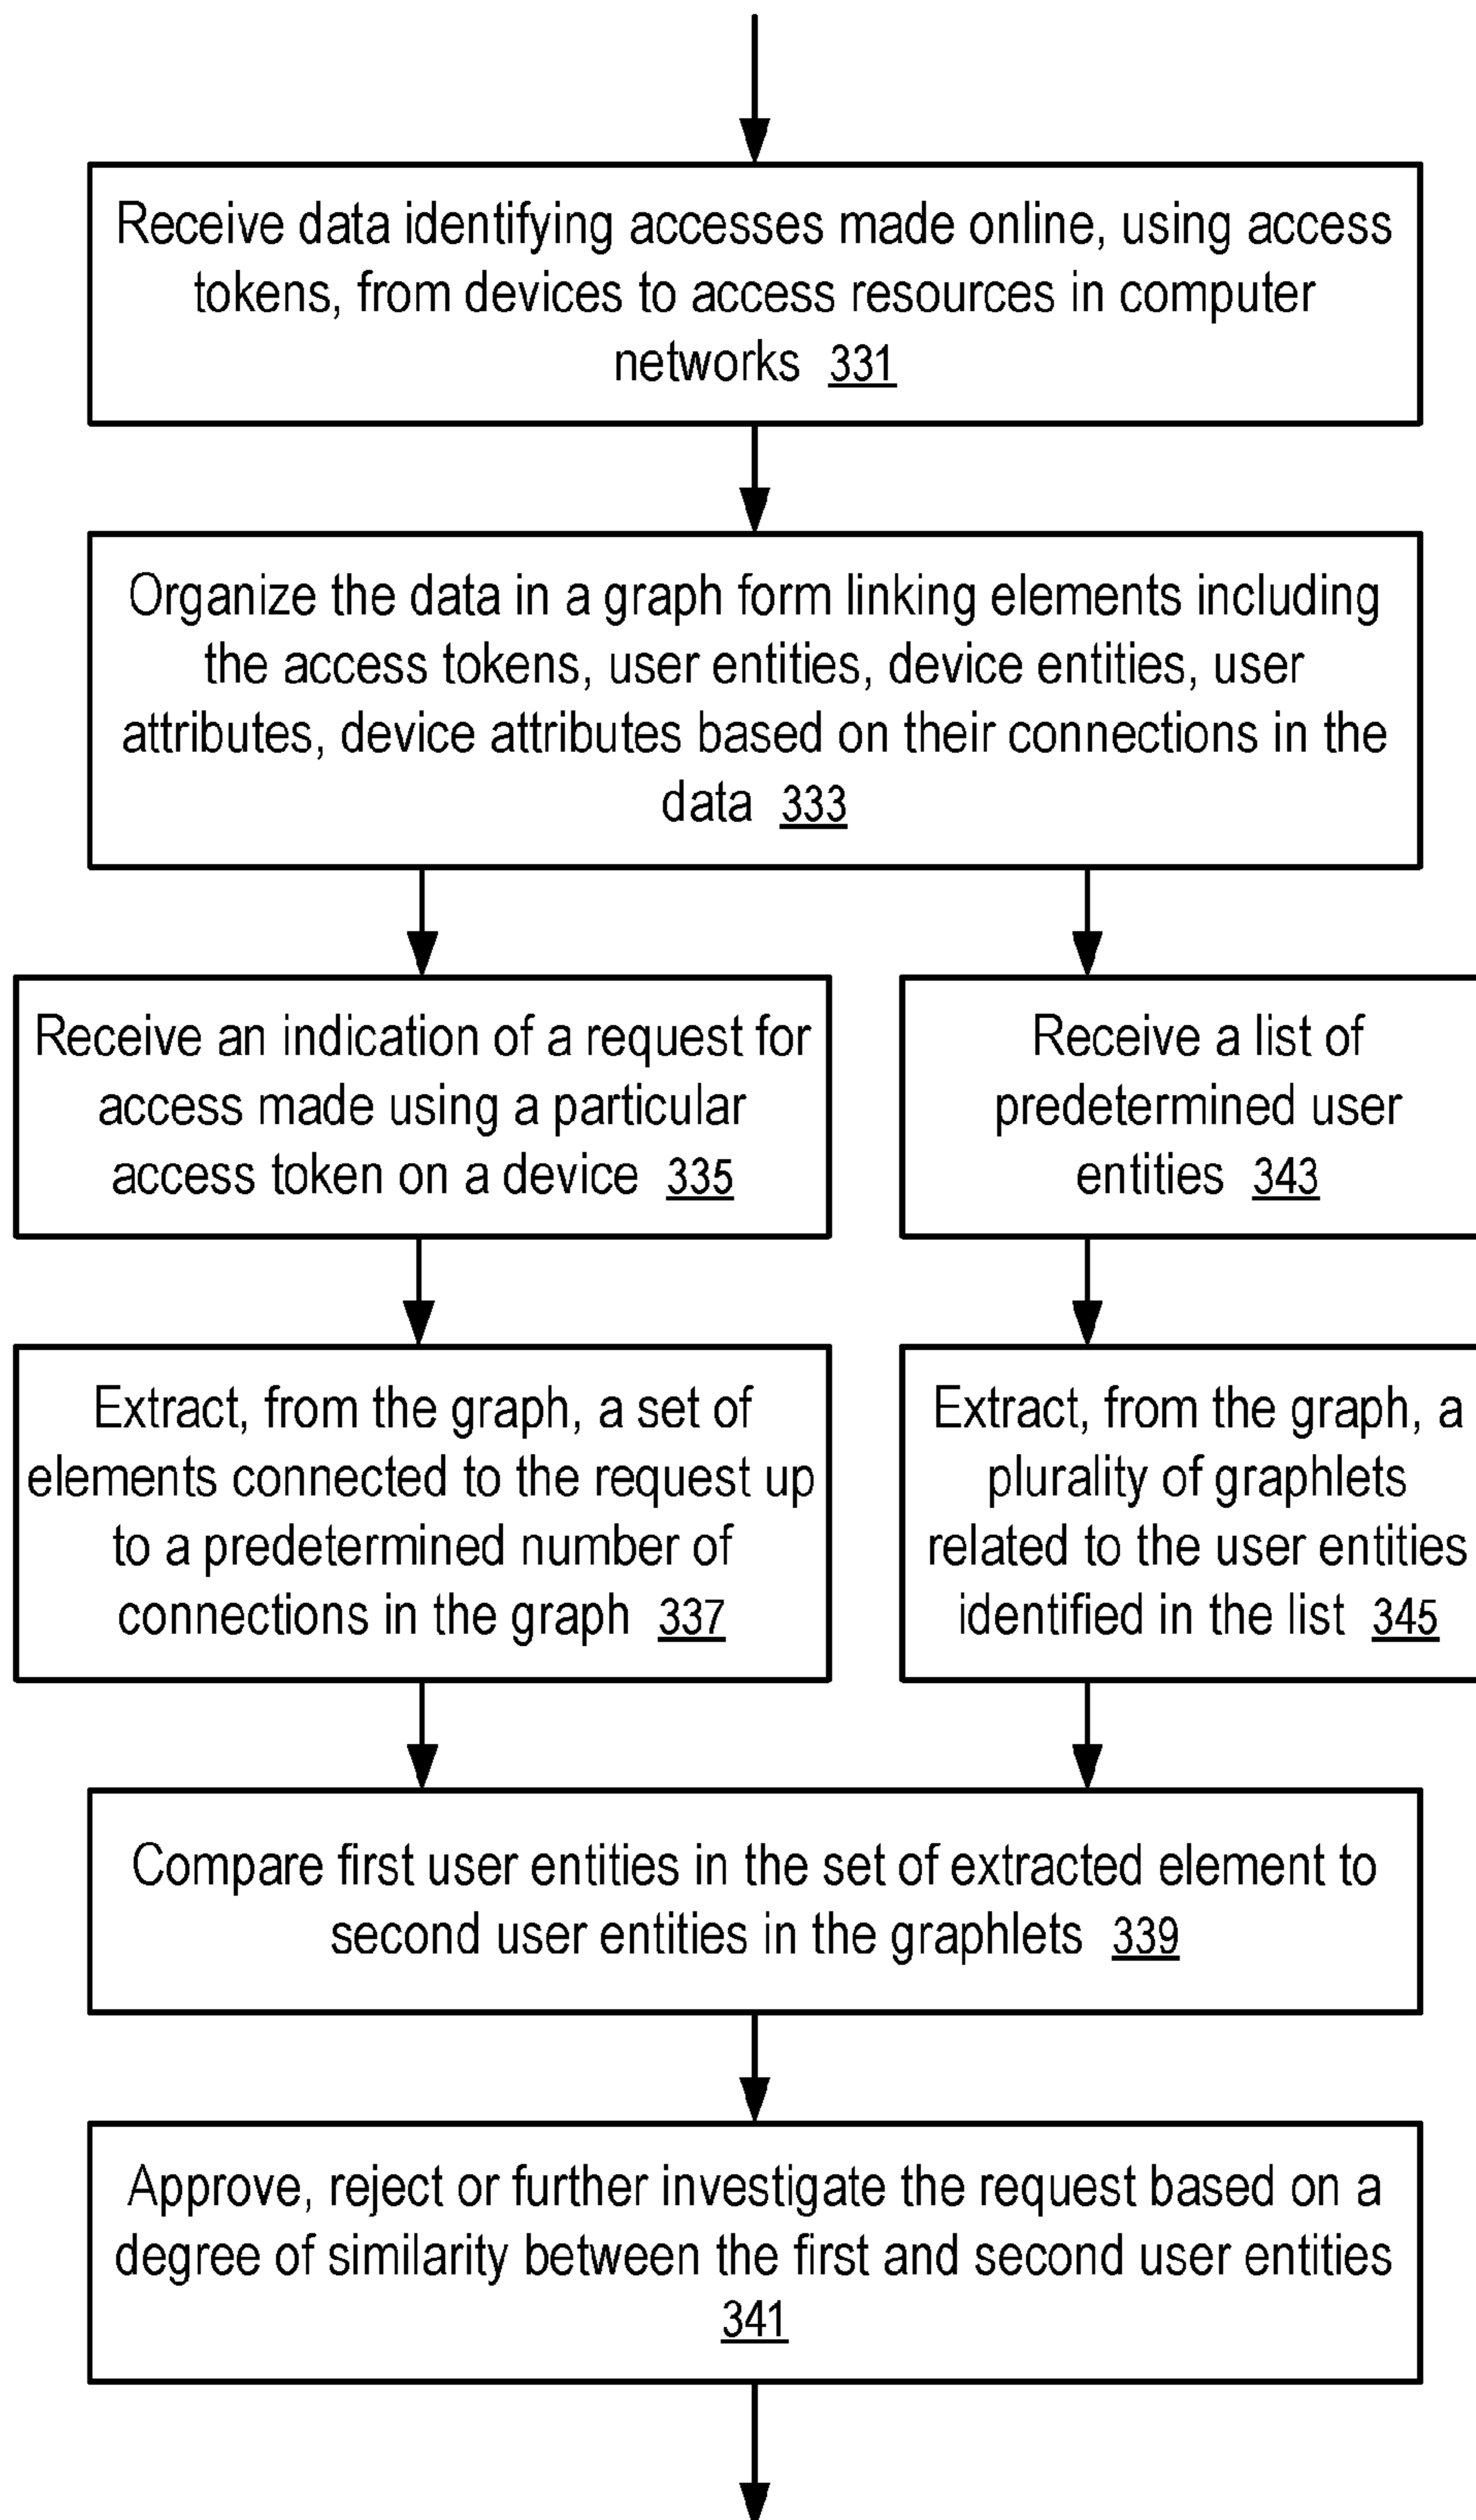 Receive data identifying accesses made online, using access
tokens, from devices to access resources in computer
networks 331
Organize the data in a graph form linking elements including
the access tokens, user entities, device entities, user
attributes, device attributes based on their connections in the
data 333
Receive an indication of a request for
access made using a particular
access token on a device 335
Receive a list of
predetermined user
entities 343
Extract, from the graph, a set of
elements connected to the request up
to a predetermined number of
connections in the graph 337
Extract, from the graph, a
plurality of graphlets
related to the user entities
identified in the list 345
Compare first user entities in the set of extracted element to
second user entities in the graphlets 339
Approve, reject or further investigate the request based on a
degree of similarity between the first and second user entities
341